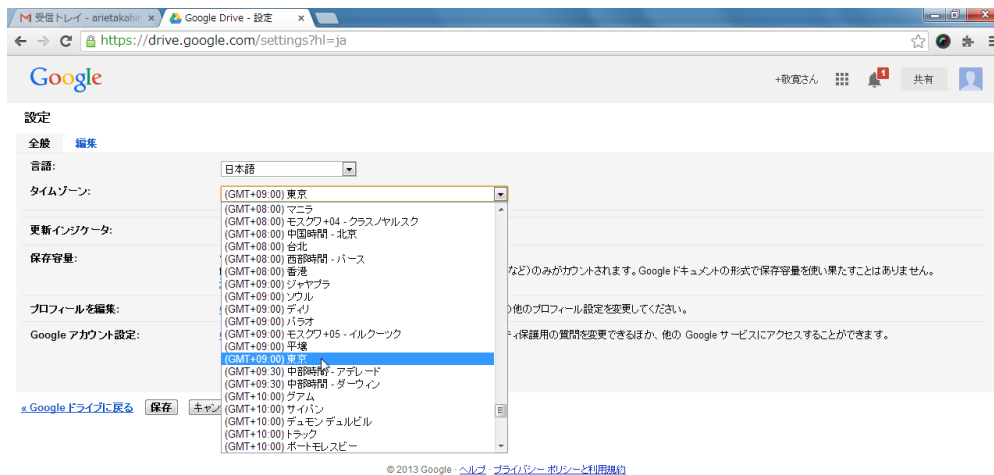 受信トレイ - arietakahir
Google Drive - 設定
https://drive.google.com/settings?hl=ja
Google
+敬寛さん
1
共有
設定
全般 編集
言語: 日本語
タイムゾーン: (GMT+09:00) 東京
(GMT+08:00) マニラ
(GMT+08:00) モスクワ+04 - クラスノヤルスク
(GMT+08:00) 中国時間 - 北京
(GMT+08:00) 台北
(GMT+08:00) 西部時間 - パース
(GMT+08:00) 香港
(GMT+09:00) ジャヤプラ
(GMT+09:00) ソウル
(GMT+09:00) ディリ
(GMT+09:00) パラオ
(GMT+09:00) モスクワ+05 - イルクーツク
(GMT+09:00) 平壌
(GMT+09:00) 東京
(GMT+09:30) 中部時間 - アデレード
(GMT+09:30) 中部時間 - ダーウィン
(GMT+10:00) グアム
(GMT+10:00) サイパン
(GMT+10:00) デュモン デュルビル
(GMT+10:00) トラック
(GMT+10:00) ポートモレスビー
更新インジケータ:
保存容量:
など)のみがカウントされます。Google ドキュメントの形式で保存容量を使い果たすことはありません。
プロフィールを編集:
の他のプロフィール設定を変更してください。
Google アカウント設定:
ィ保護用の質問を変更できるほか、他の Google サービスにアクセスすることができます。
« Google ドライブに戻る 保存 キャン
© 2013 Google - ヘルプ - プライバシー ポリシーと利用規約